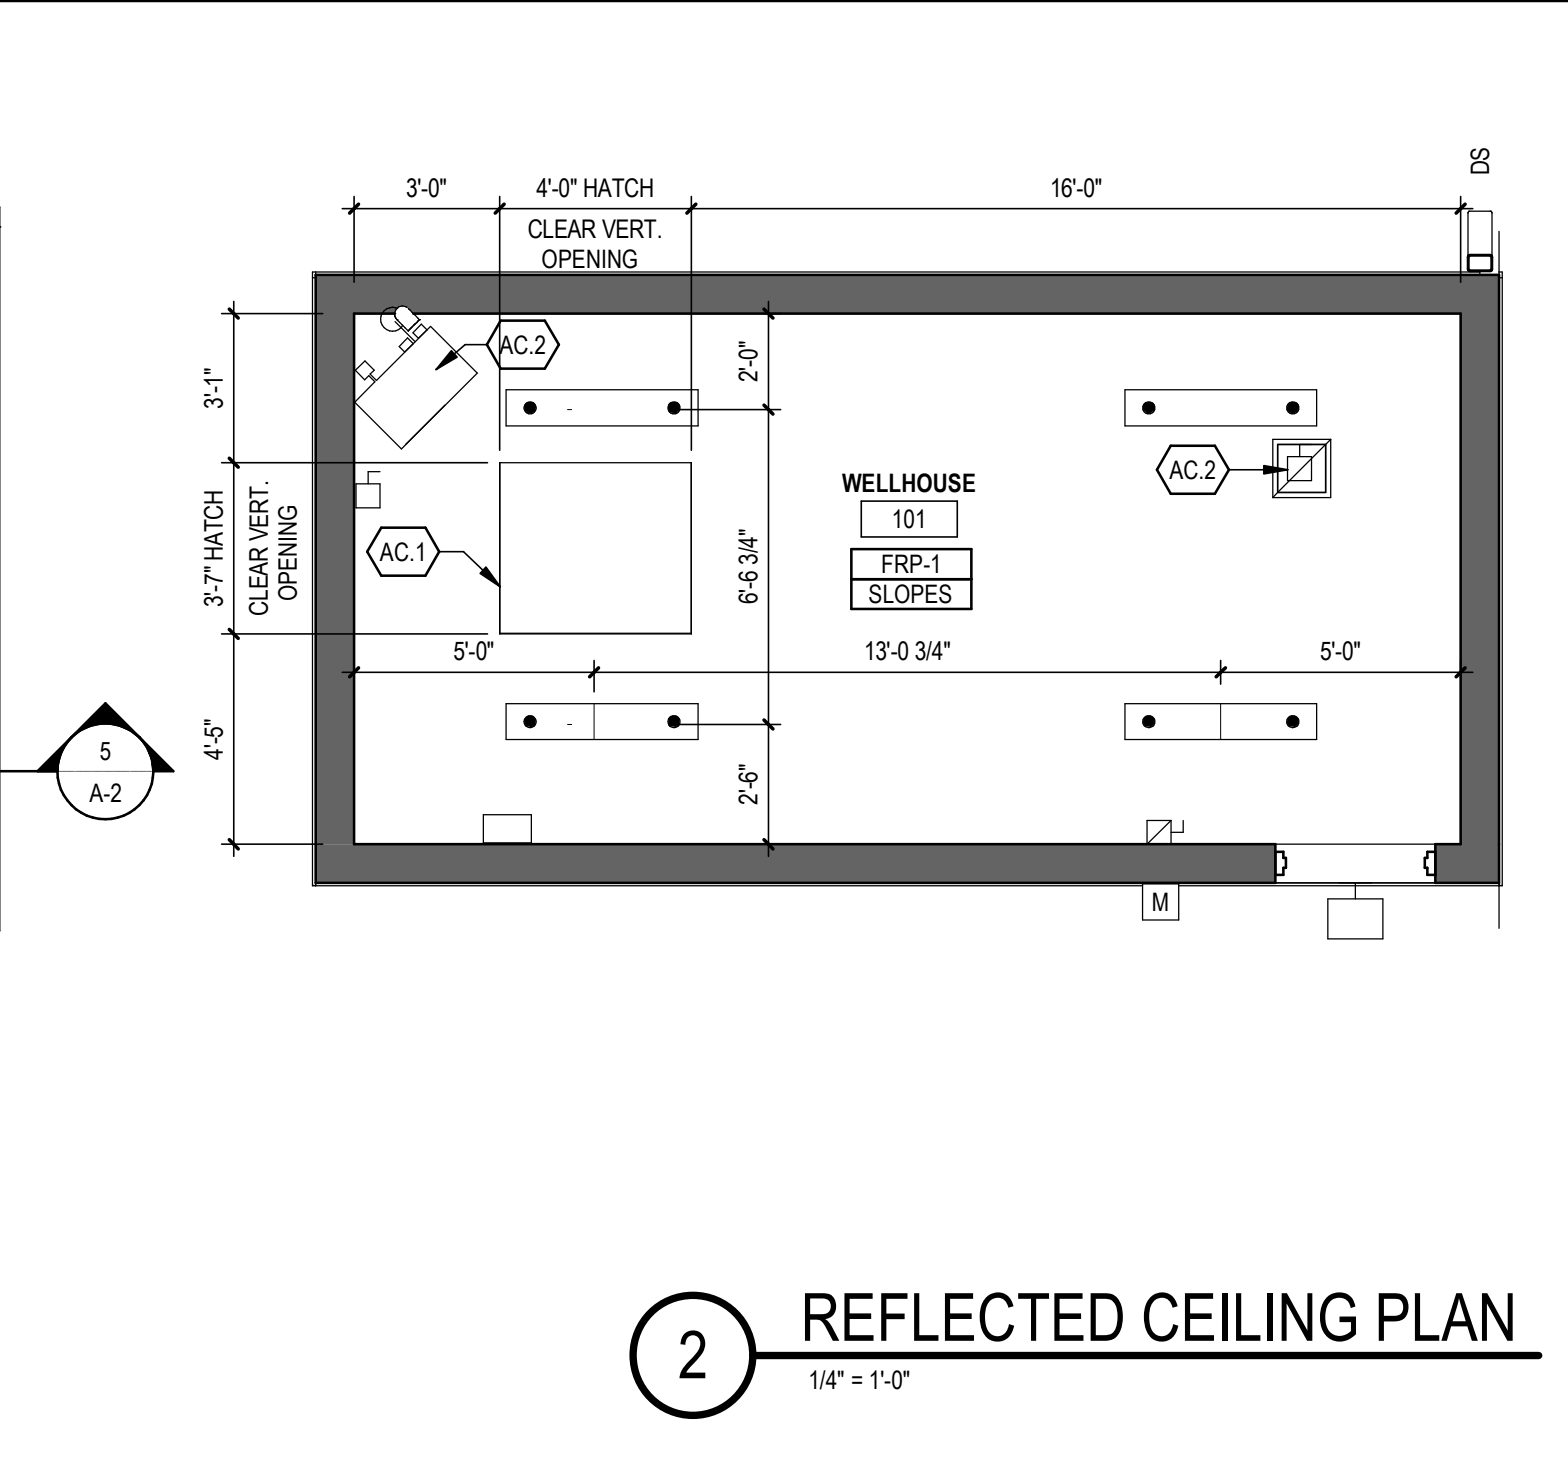 DS
3'-0"
4'-0" HATCH
16'-0"
CLEAR VERT.
OPENING
AC.2
2'-0"
3'-1"
AC.2
WELLHOUSE
101
3'-7" HATCH
CLEAR VERT.
OPENING
AC.1
6'-6 3/4"
FRP-1
SLOPES
5'-0"
13'-0 3/4"
5'-0"
4'-5"
5
A-2
2'-6"
M
2
REFLECTED CEILING PLAN
1/4" = 1'-0"